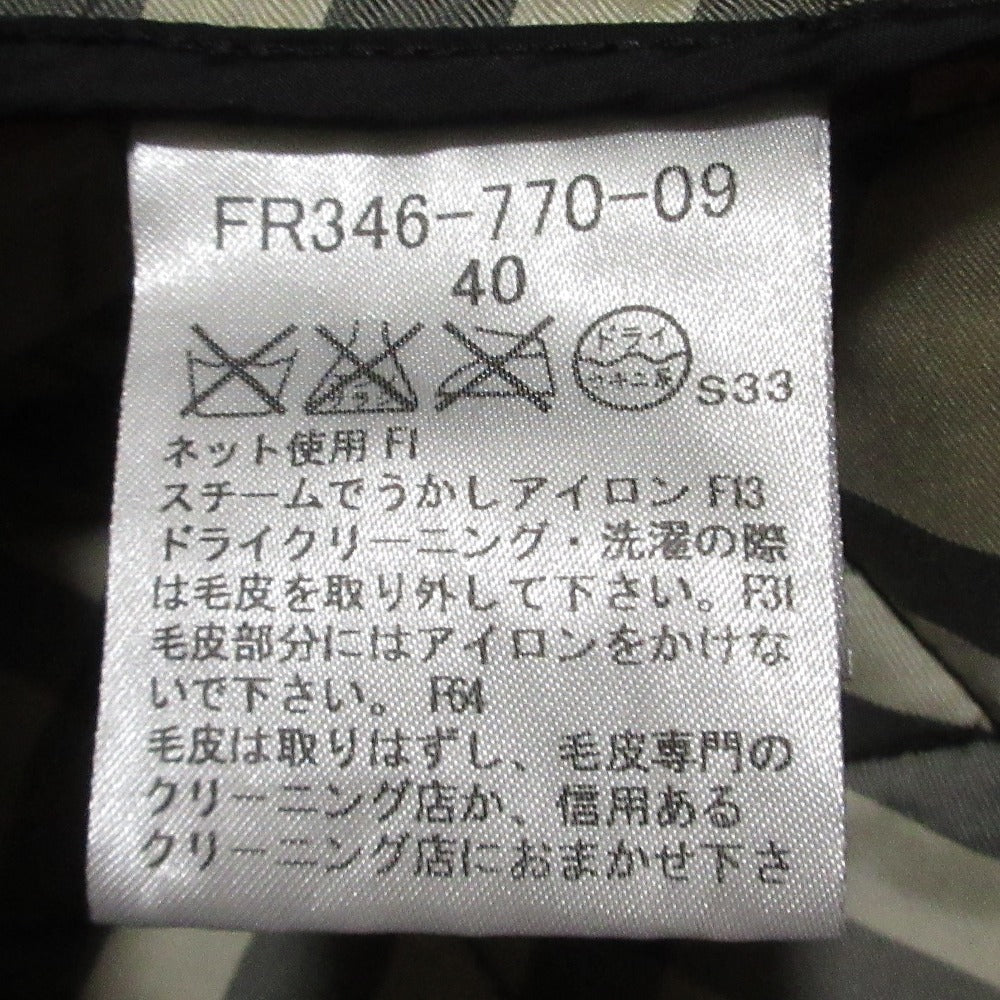 FR346-770-09
40
エンソサラシ
ドライ
セキユ系
S33
ネット使用 F1
スチームでうかしアイロン F13
ドライクリーニング・洗濯の際
は毛皮を取り外して下さい。F31
毛皮部分にはアイロンをかけな
いで下さい。F64
毛皮は取りはずし、毛皮専門の
クリーニング店か、信用ある
クリーニング店におまかせ下さ